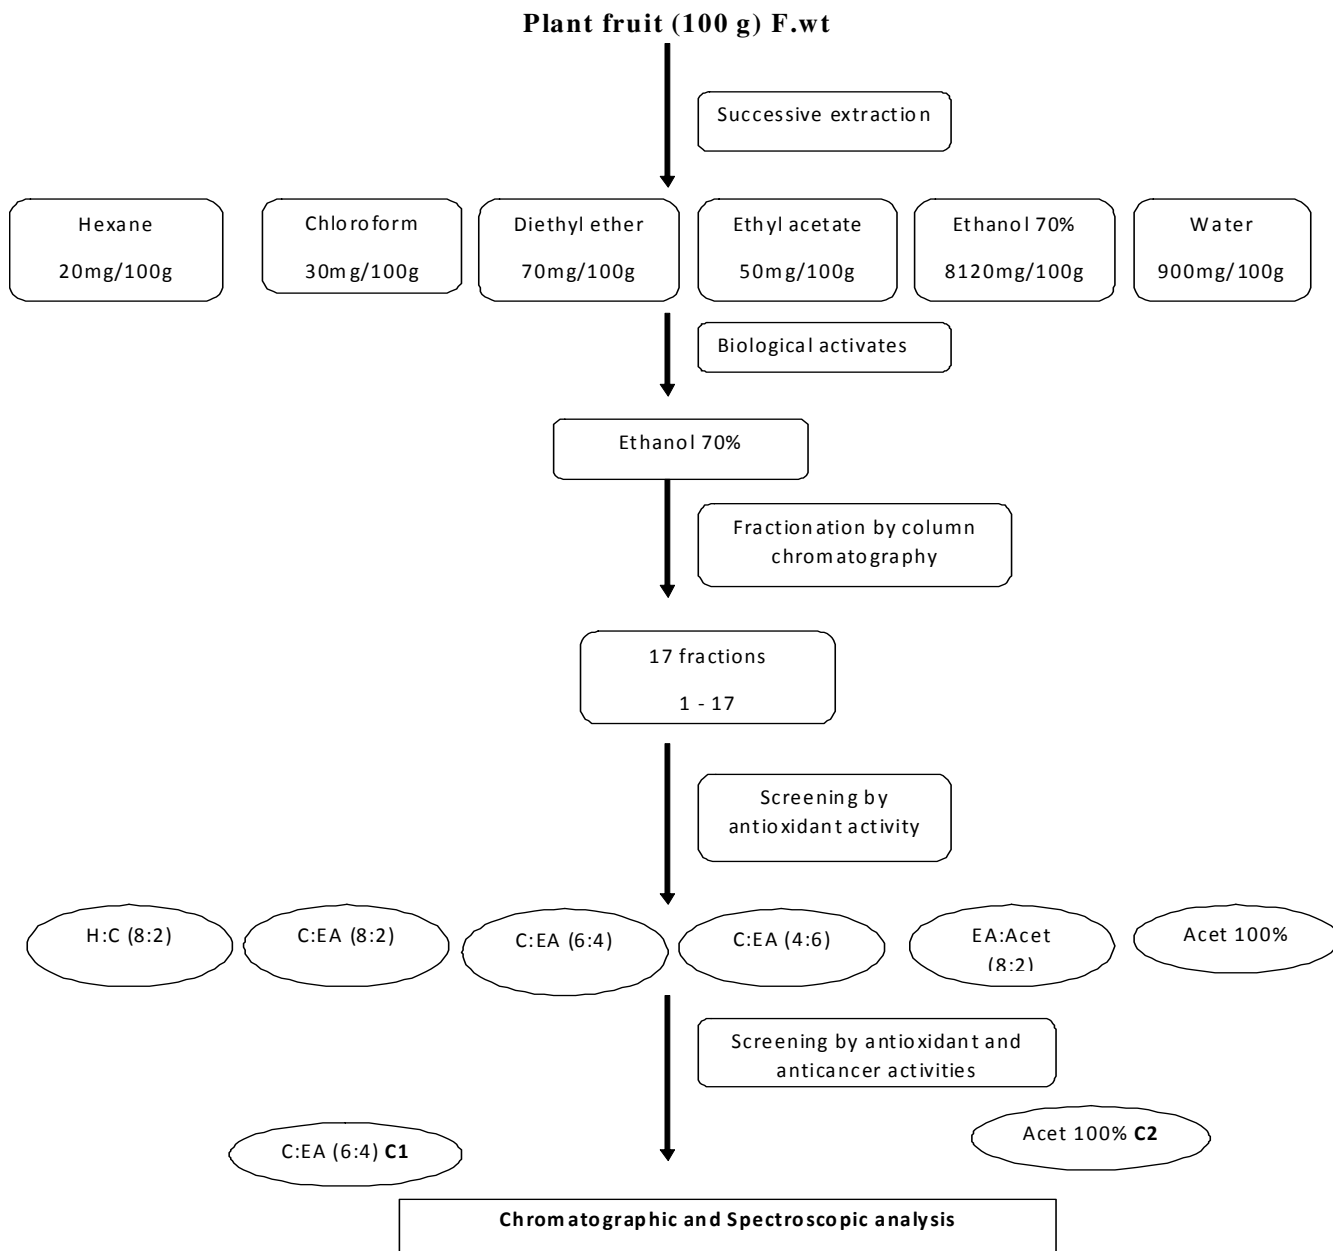 Plant fruit (100 g) F.wt
Successive extraction
Hexane
20mg/100g
Chloroform
30mg/100g
Diethyl ether
70mg/100g
Ethyl acetate
50mg/100g
Ethanol 70%
8120mg/100g
Water
900mg/100g
Biological activates
Ethanol 70%
Fractionation by column
chromatography
17 fractions
1 - 17
Screening by
antioxidant activity
H:C (8:2)
C:EA (8:2)
C:EA (6:4)
C:EA (4:6)
EA:Acet
(8:2)
Acet 100%
Screening by antioxidant and
anticancer activities
C:EA (6:4) C1
Acet 100% C2
Chromatographic and Spectroscopic analysis